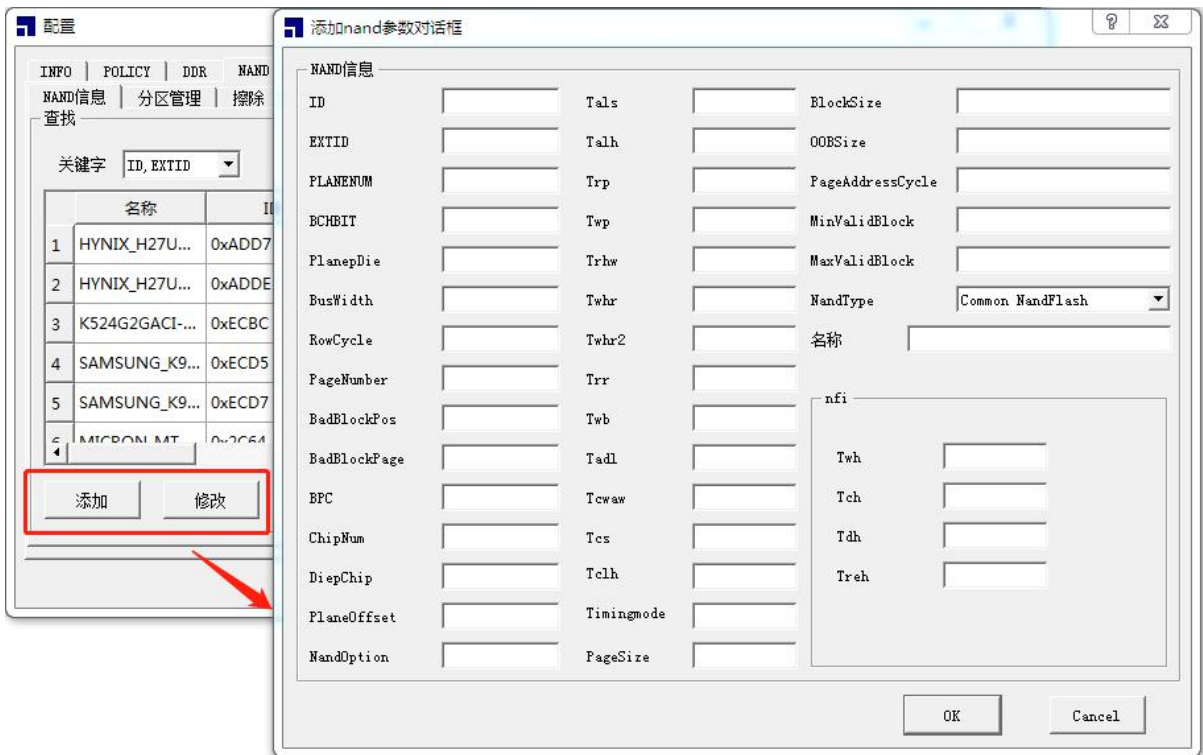 配置
INFO POLICY DDR NAND
NAND信息 分区管理 擦除
查找
关键字 ID,EXTID
名称
1 HYNIX_H27U... 0xADD7
2 HYNIX_H27U... 0xADDE
3 K524G2GACI-... 0xECBC
4 SAMSUNG_K9... 0xECD5
5 SAMSUNG_K9... 0xECD7
6 MICRON_MT... 0x2C64
添加 修改
添加nand参数对话框
NAND信息
ID Tals BlockSize
EXTID Talh OOBSize
PLANENUM Trp PageAddressCycle
BCHBIT Twp MinValidBlock
PlanepDie Trhw MaxValidBlock
BusWidth Twhr NandType Common NandFlash
RowCycle Twhr2 名称
PageNumber Trr
nfi
BadBlockPos Twb
BadBlockPage Tadl Twh
BPC Tcwaw Tch
ChipNum Tcs Tdh
DiepChip Tclh Treh
PlaneOffset Timingmode
NandOption PageSize
OK Cancel